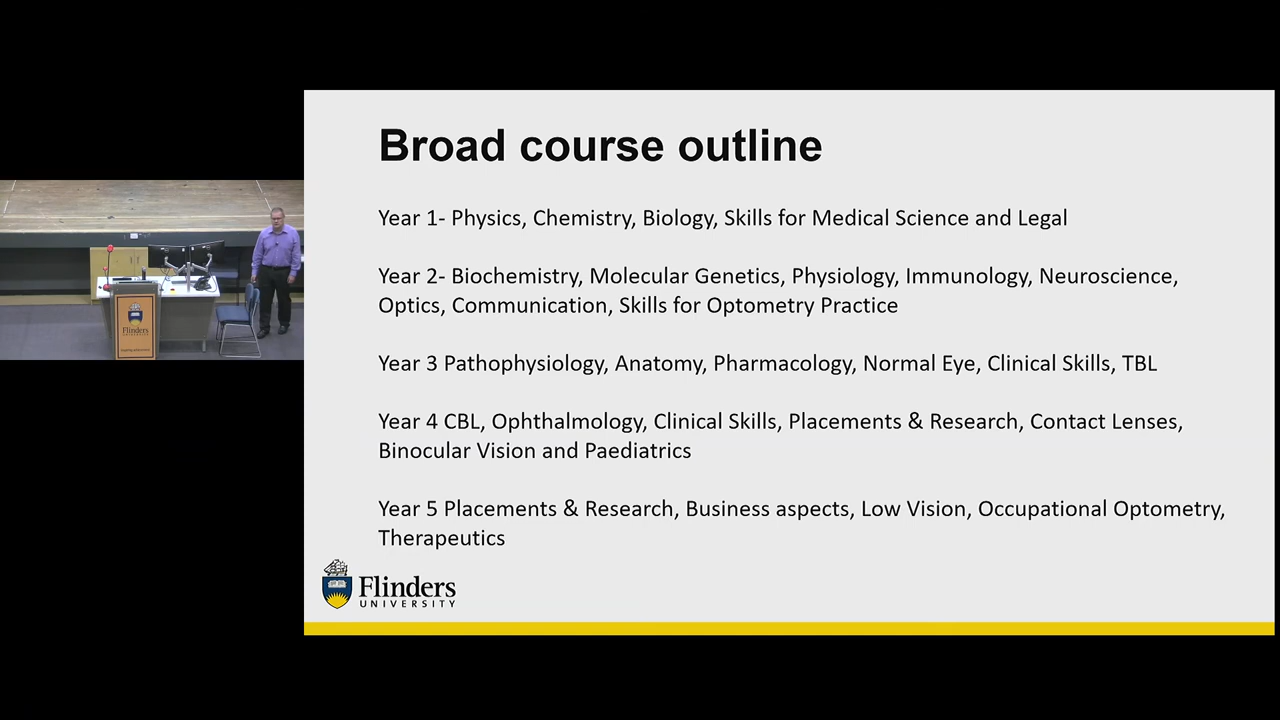 Broad course outline
Year 1- Physics, Chemistry, Biology, Skills for Medical Science and Legal
Year 2- Biochemistry, Molecular Genetics, Physiology, Immunology, Neuroscience,
Optics, Communication, Skills for Optometry Practice
Year 3 Pathophysiology, Anatomy, Pharmacology, Normal Eye, Clinical Skills, TBL
Year 4 CBL, Ophthalmology, Clinical Skills, Placements & Research, Contact Lenses,
Binocular Vision and Paediatrics
Year 5 Placements & Research, Business aspects, Low Vision, Occupational Optometry,
Therapeutics
Flinders
UNIVERSITY
Flinders